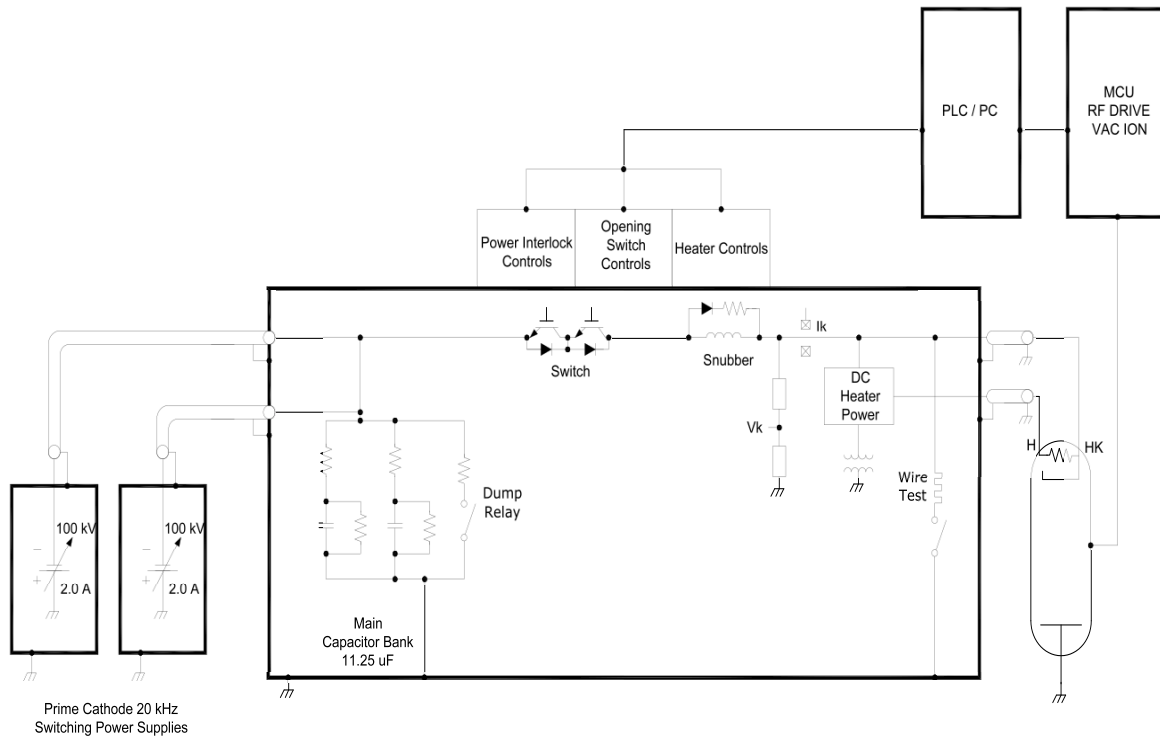 PLC / PC
MCU
RF DRIVE
VAC ION
Power Interlock
Controls
Opening
Switch
Controls
Heater Controls
Ik
Switch
Snubber
DC
Heater
Power
Vk
H
HK
Wire
Test
Dump
Relay
100 kV
2.0 A
100 kV
2.0 A
Main
Capacitor Bank
11.25 uF
Prime Cathode 20 kHz
Switching Power Supplies